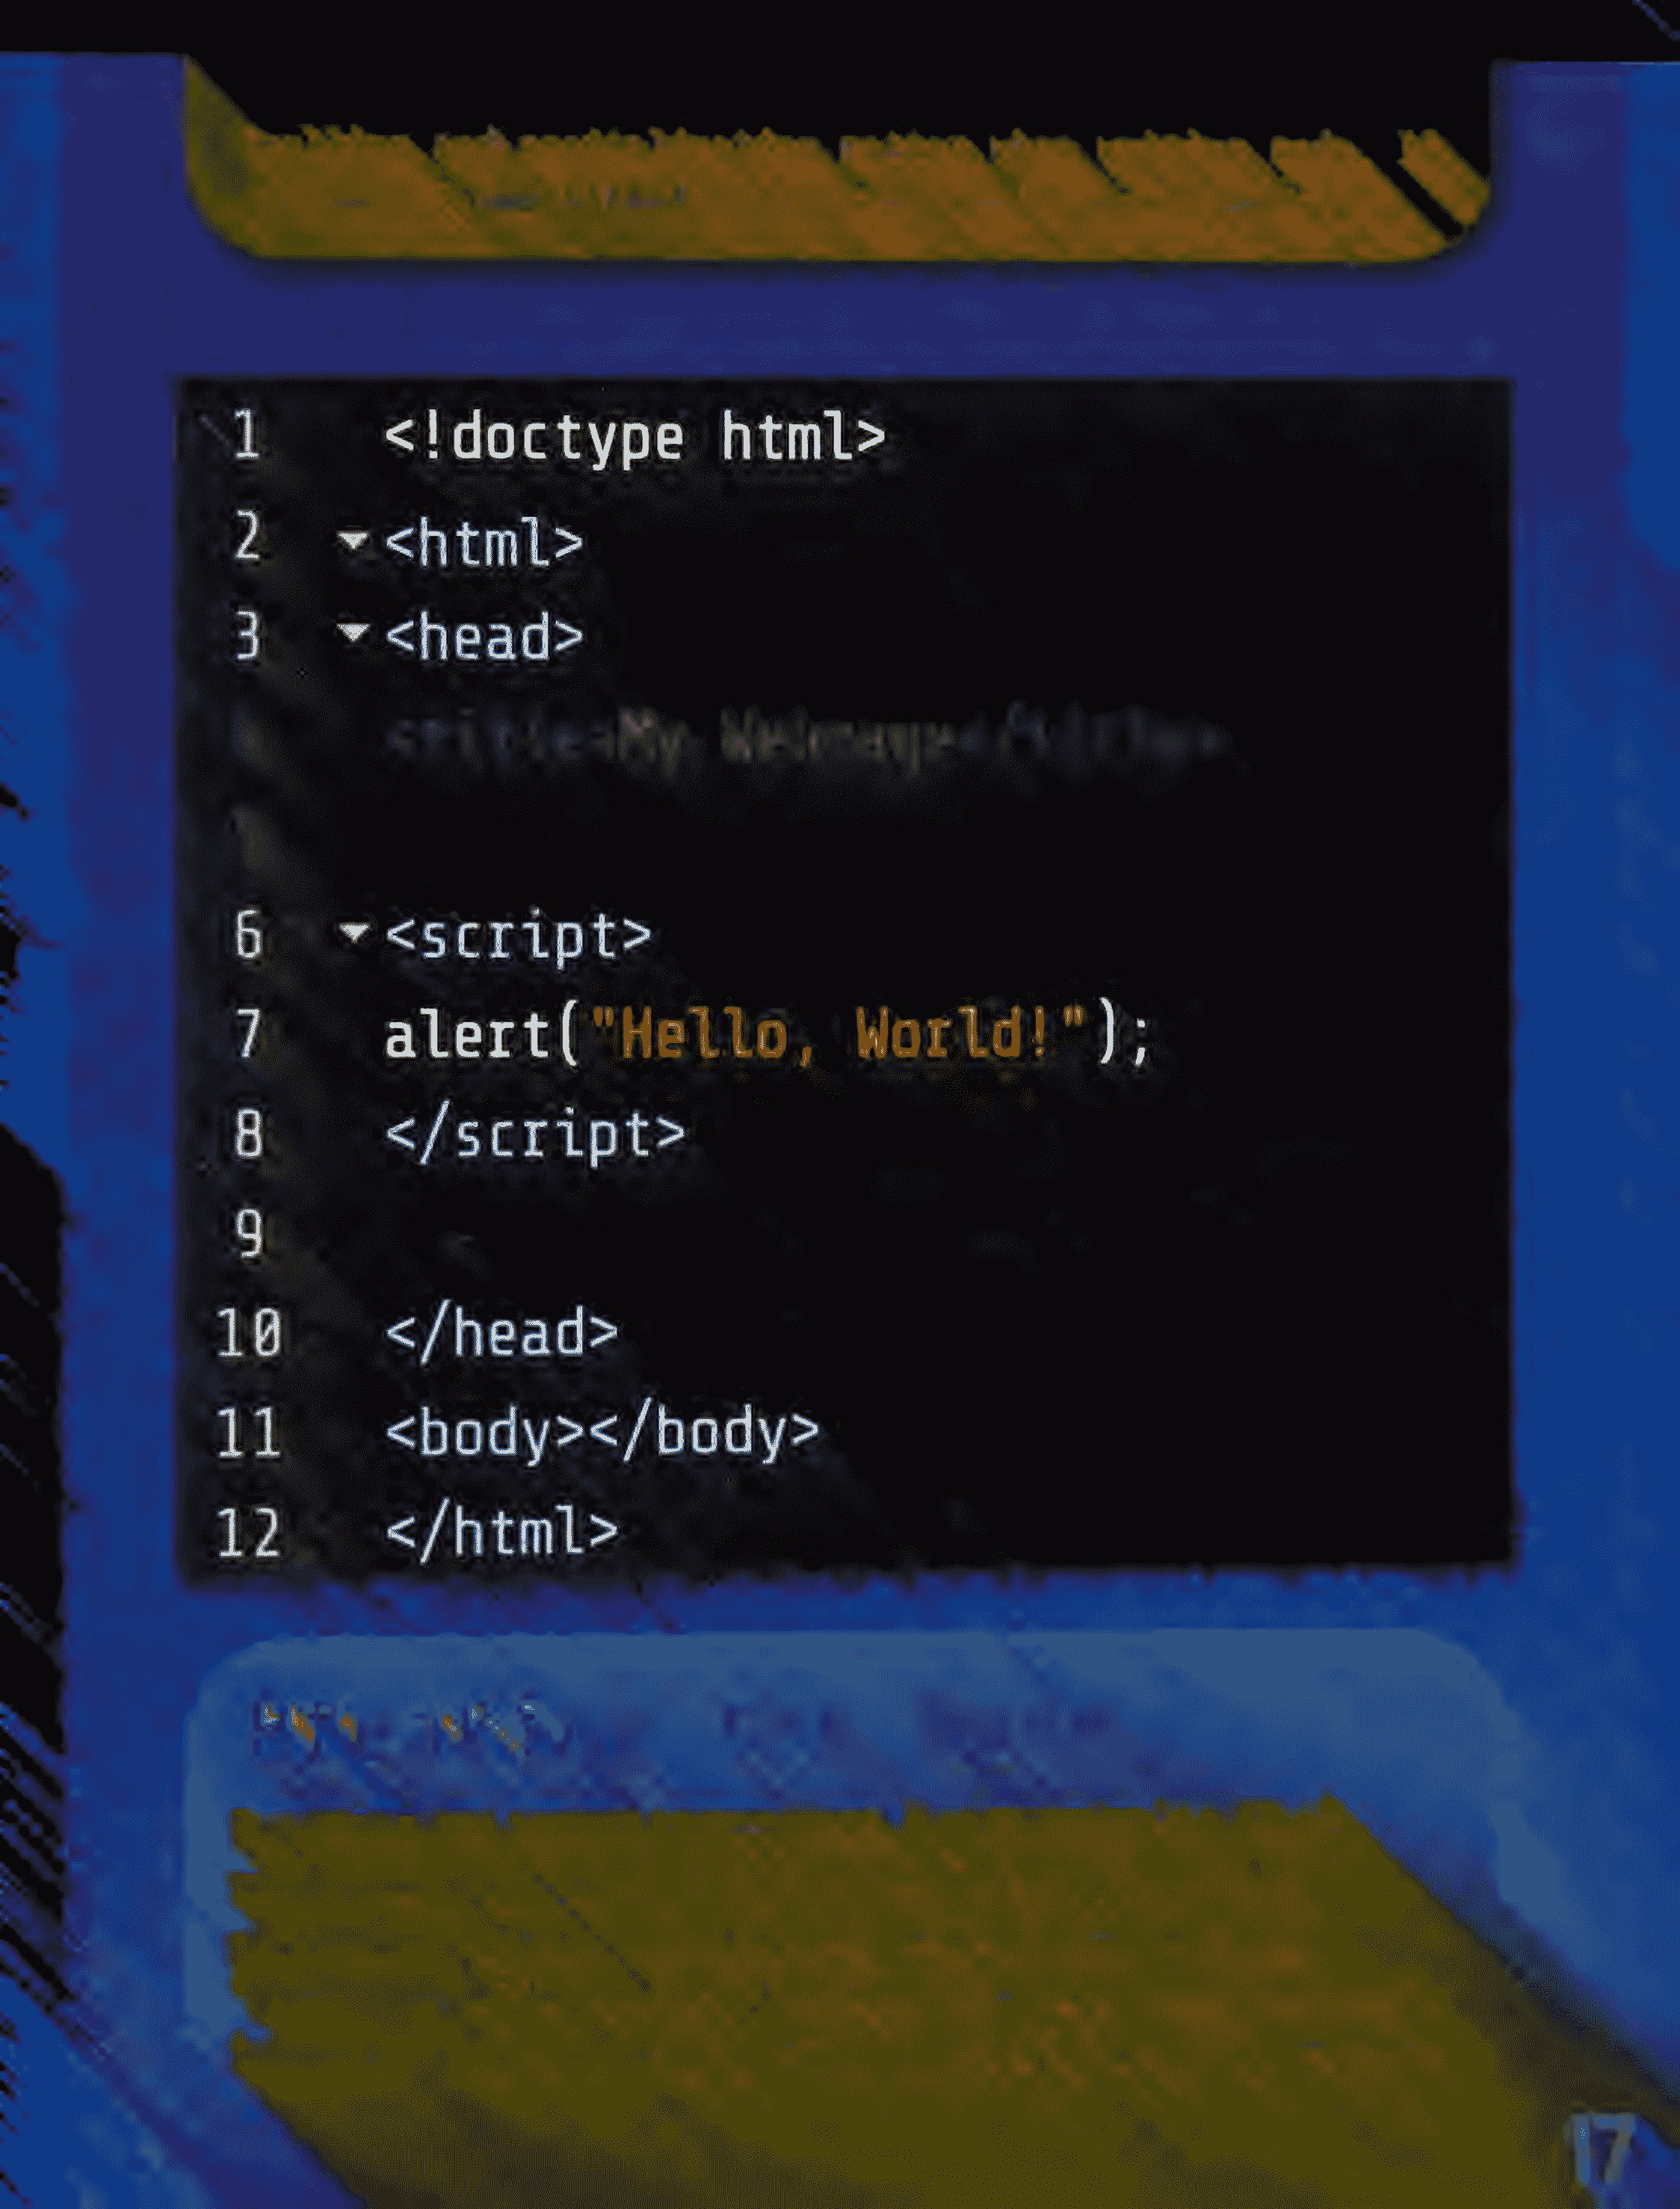 1 <!doctype html>
2 <html>
3 <head>
My
6 <script>
7 alert("Hello, World!");
8 </script>
9
10 </head>
11 <body></body>
12 </html>
17